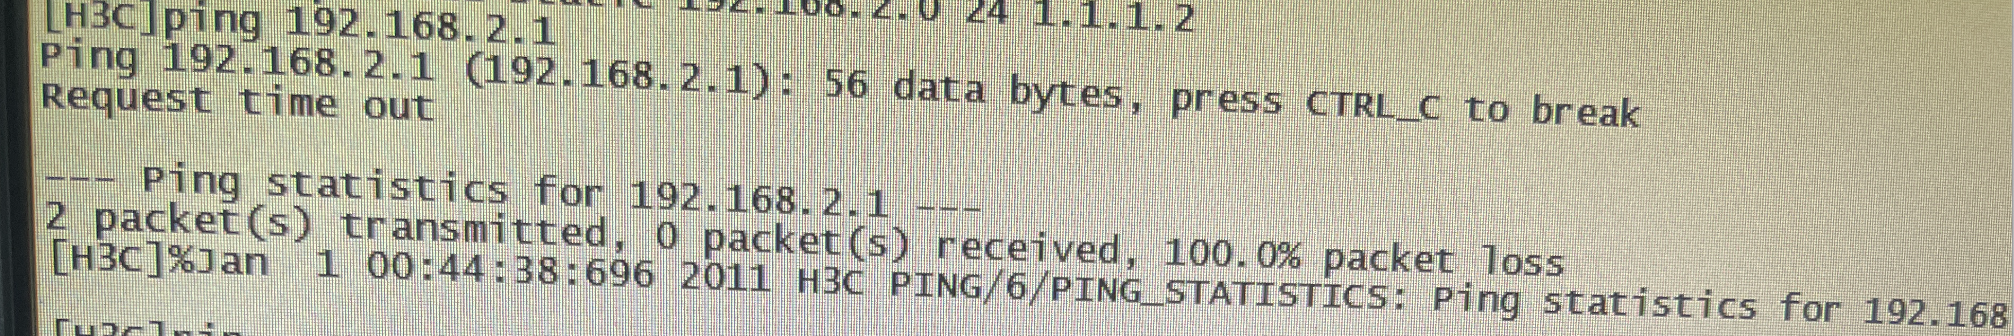 192.168.2.0 24 1.1.1.2
[H3C]ping 192.168.2.1
Ping 192.168.2.1 (192.168.2.1): 56 data bytes, press CTRL_C to break
Request time out
--- Ping statistics for 192.168.2.1 ---
2 packet(s) transmitted, 0 packet(s) received, 100.0% packet loss
[H3C]%Jan  1 00:44:38:696 2011 H3C PING/6/PING_STATISTICS: Ping statistics for 192.168